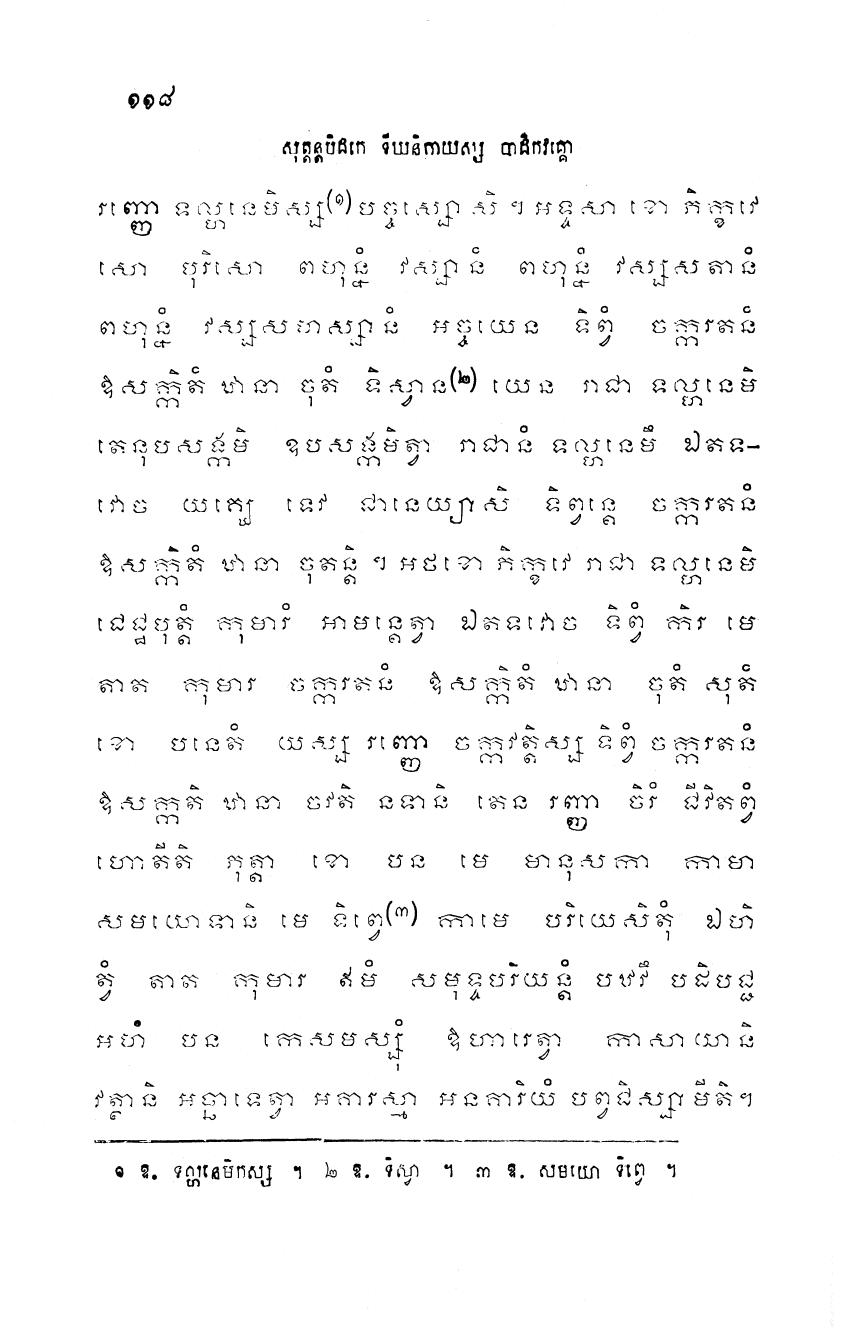 ១១៨
សុត្តន្តបិដកេ ទីឃនិកាយស្ស បាដិកវគ្គោ
រញ្ញោ ទឡ្ហនេមិស្ស(១) បច្ចស្សោសិ ។ អទ្ទសា ខោ ភិក្ខវេ
សោ បុរិសោ ពហុន្នំ វស្សានំ ពហុន្នំ វស្សសតានំ
ពហុន្នំ វស្សសហស្សានំ អច្ចយេន ទិព្វំ ចក្ករតនំ
ឱសក្កិតំ ឋានា ចុតំ ទិស្វាន(២) យេន រាជា ទឡ្ហនេមិ
តេនុបសង្កមិ ឧបសង្កមិត្វា រាជានំ ទឡ្ហនេមឹ ឯតទ-
វោច យគ្ឃេ ទេវ ជានេយ្យាសិ ទិព្វន្តេ ចក្ករតនំ
ឱសក្កិតំ ឋានា ចុតន្តិ ។ អថខោ ភិក្ខវេ រាជា ទឡ្ហនេមិ
ជេដ្ឋបុត្តំ កុមារំ អាមន្តេត្វា ឯតទវោច ទិព្វំ កិរ មេ
តាត កុមារ ចក្ករតនំ ឱសក្កិតំ ឋានា ចុតំ សុតំ
ខោ បនេតំ យស្ស រញ្ញោ ចក្កវត្តិស្ស ទិព្វំ ចក្ករតនំ
ឱសក្កតិ ឋានា ចវតិ នទានិ តេន រញ្ញា ចិរំ ជីវិតព្វំ
ហោតីតិ ភុត្តា ខោ បន មេ មានុសកា កាមា
សមយោទានិ មេ ទិព្វេ(៣) កាមេ បរិយេសិតុំ ឯហិ
ត្វំ តាត កុមារ ឥមំ សមុទ្ទបរិយន្តំ បឋវឹ បដិបជ្ជ
អហំ បន កេសមស្សុំ ឱហារេត្វា កាសាយានិ
វត្ថានិ អច្ឆាទេត្វា អគារស្មា អនគារិយំ បព្វជិស្សាមីតិ។
១ ឱ. ទឡ្ហនេមិកស្ស ។ ២ ឱ. ទិស្វា ។ ៣ ឱ. សមយោ ទិព្វេ ។